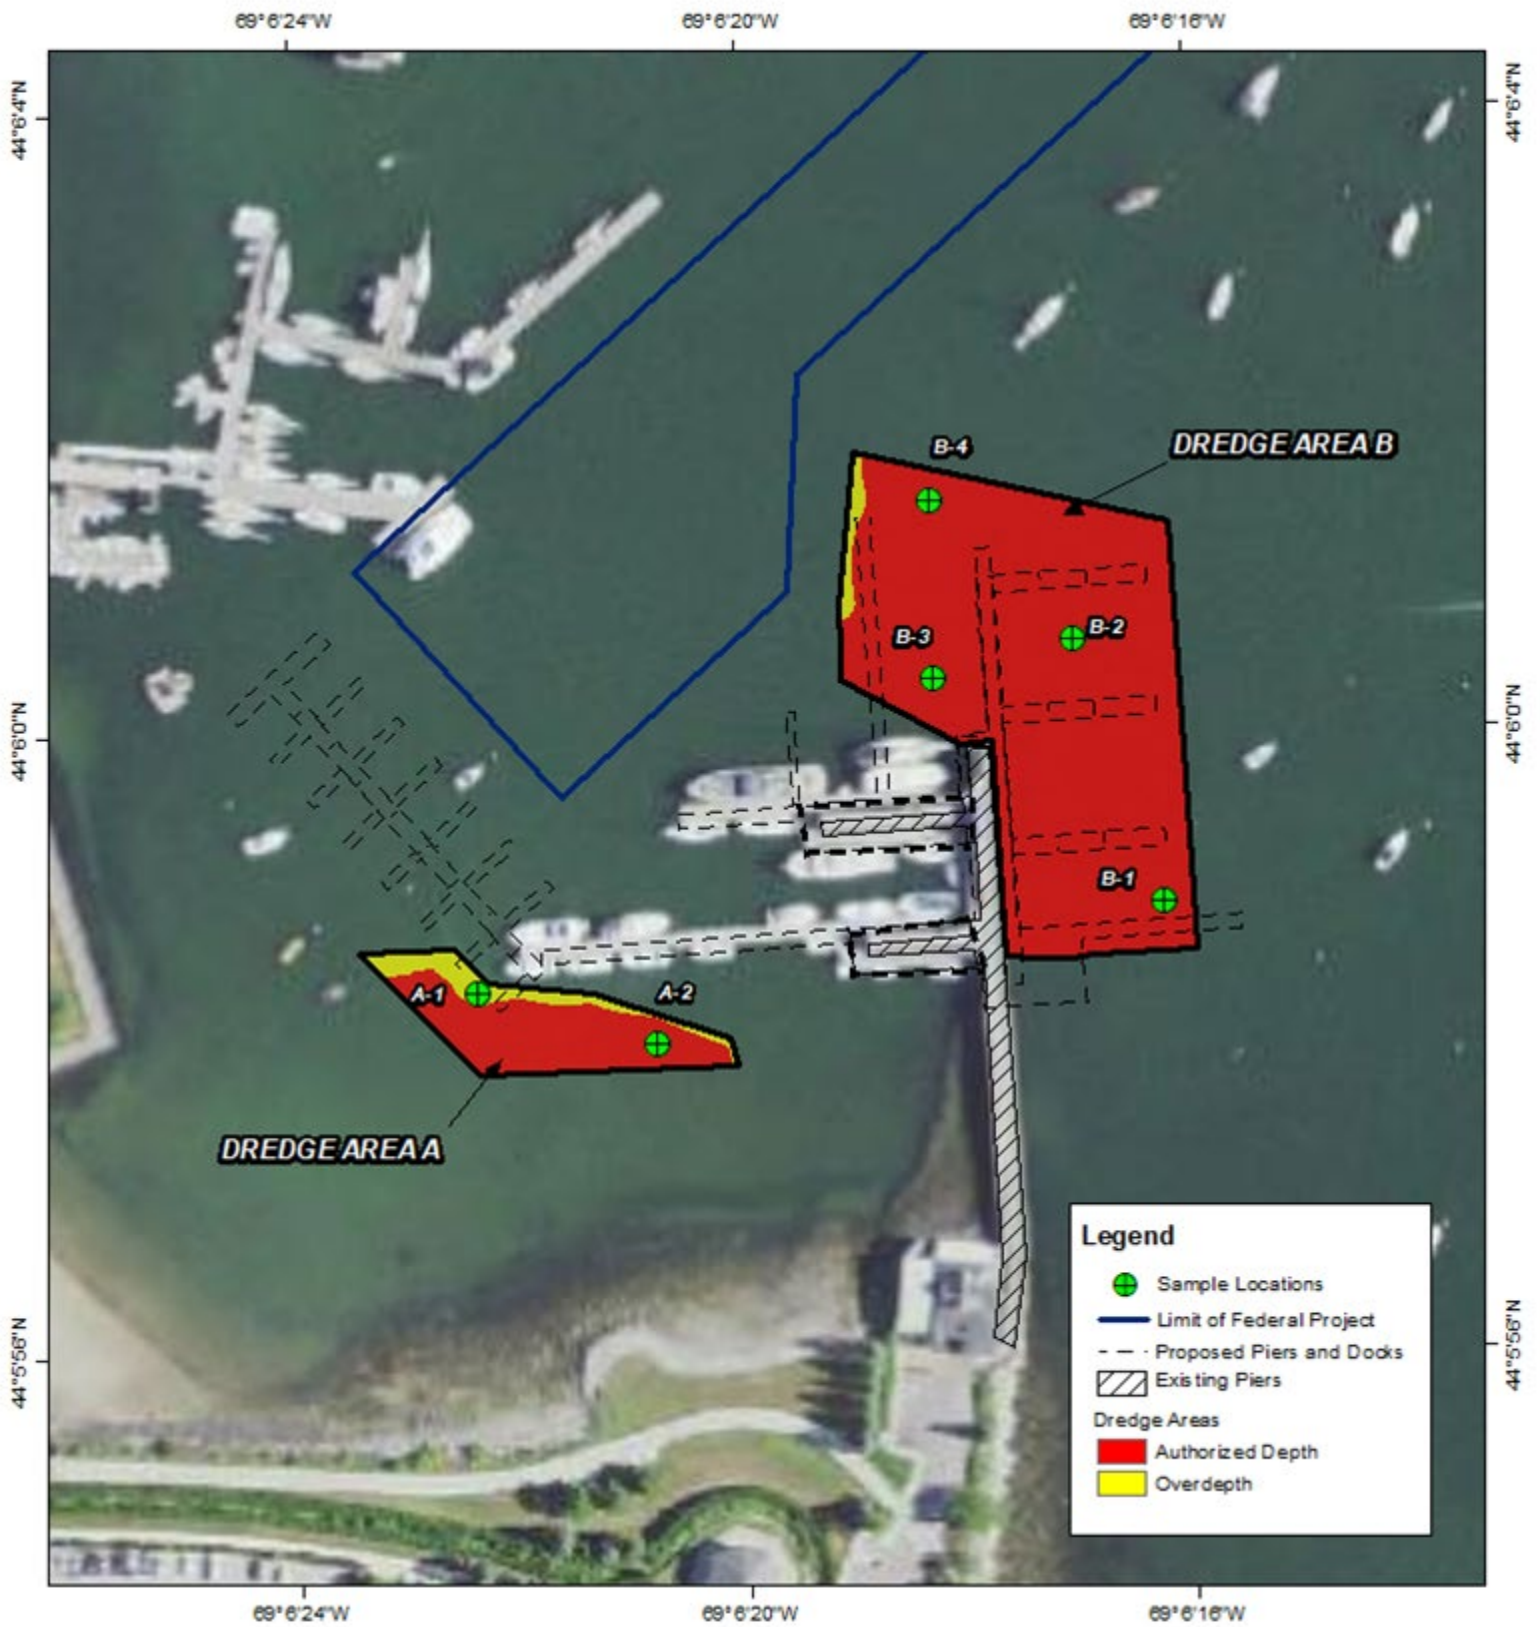 69°6'24"W 69°6'20"W 69°6'16"W
44°6'4"N
44°6'4"N
B-4
DREDGE AREA B
B-3
B-2
44°6'0"N
44°6'0"N
B-1
A-1
A-2
DREDGE AREA A
44°5'56"N
44°5'56"N
Legend
Sample Locations
Limit of Federal Project
Proposed Piers and Docks
Existing Piers
Dredge Areas
Authorized Depth
Overdepth
69°6'24"W 69°6'20"W 69°6'16"W